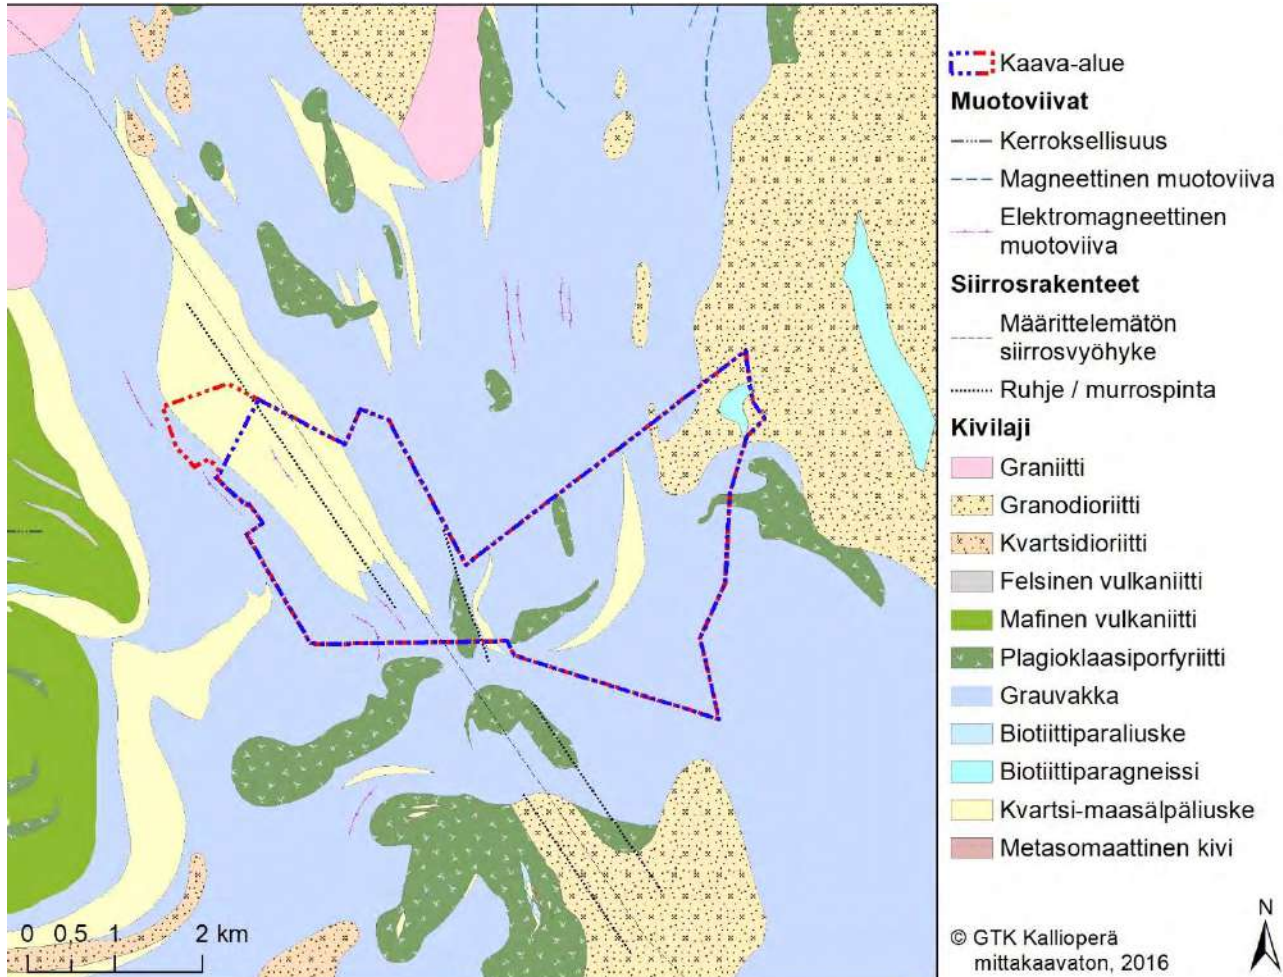 Kaava-alue
Muotoviivat
Kerroksellisuus
Magneettinen muotoviiva
Elektromagneettinen
muotoviiva
Siirrosrakenteet
Määrittelemätön
siirrosvyöhyke
Ruhje / murrospinta
Kivilaji
Graniitti
Granodioriitti
Kvartsidioriitti
Felsinen vulkaniitti
Mafinen vulkaniitti
Plagioklaasiporfyriitti
Grauvakka
Biotiittiparaliuske
Biotiittiparagneissi
Kvartsi-maasälpäliuske
Metasomaattinen kivi
0 0,5 1 2 km
© GTK Kallioperä
mittakaavaton, 2016
N